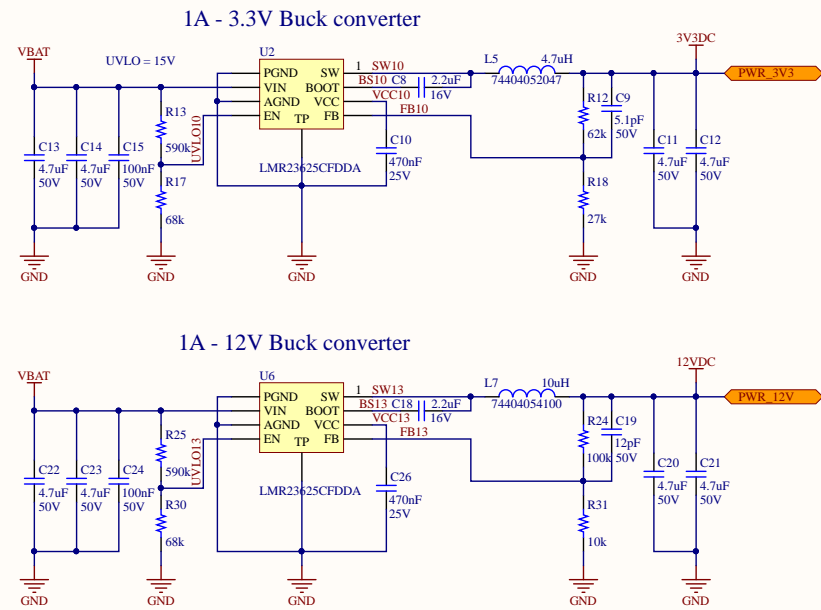 1A - 3.3V Buck converter
VBAT
UVLO = 15V
U2
3V3DC
PGND
VIN
AGND
EN
TP
SW
BOOT
VCC
FB
1
SW10
BS10
VCC10
FB10
C8
2.2uF
16V
L5
4.7uH
74404052047
PWR_3V3
R13
590k
UVLO10
R17
68k
C13
4.7uF
50V
C14
4.7uF
50V
C15
100nF
50V
LMR23625CFDDA
C10
470nF
25V
R12
62k
C9
5.1pF
50V
R18
27k
C11
4.7uF
50V
C12
4.7uF
50V
GND
GND
GND
GND
GND
1A - 12V Buck converter
VBAT
U6
12VDC
PGND
VIN
AGND
EN
TP
SW
BOOT
VCC
FB
1
SW13
BS13
VCC13
FB13
C18
2.2uF
16V
L7
10uH
74404054100
PWR_12V
R25
590k
UVLO13
R30
68k
C22
4.7uF
50V
C23
4.7uF
50V
C24
100nF
50V
LMR23625CFDDA
C26
470nF
25V
R24
100k
C19
12pF
50V
R31
10k
C20
4.7uF
50V
C21
4.7uF
50V
GND
GND
GND
GND
GND